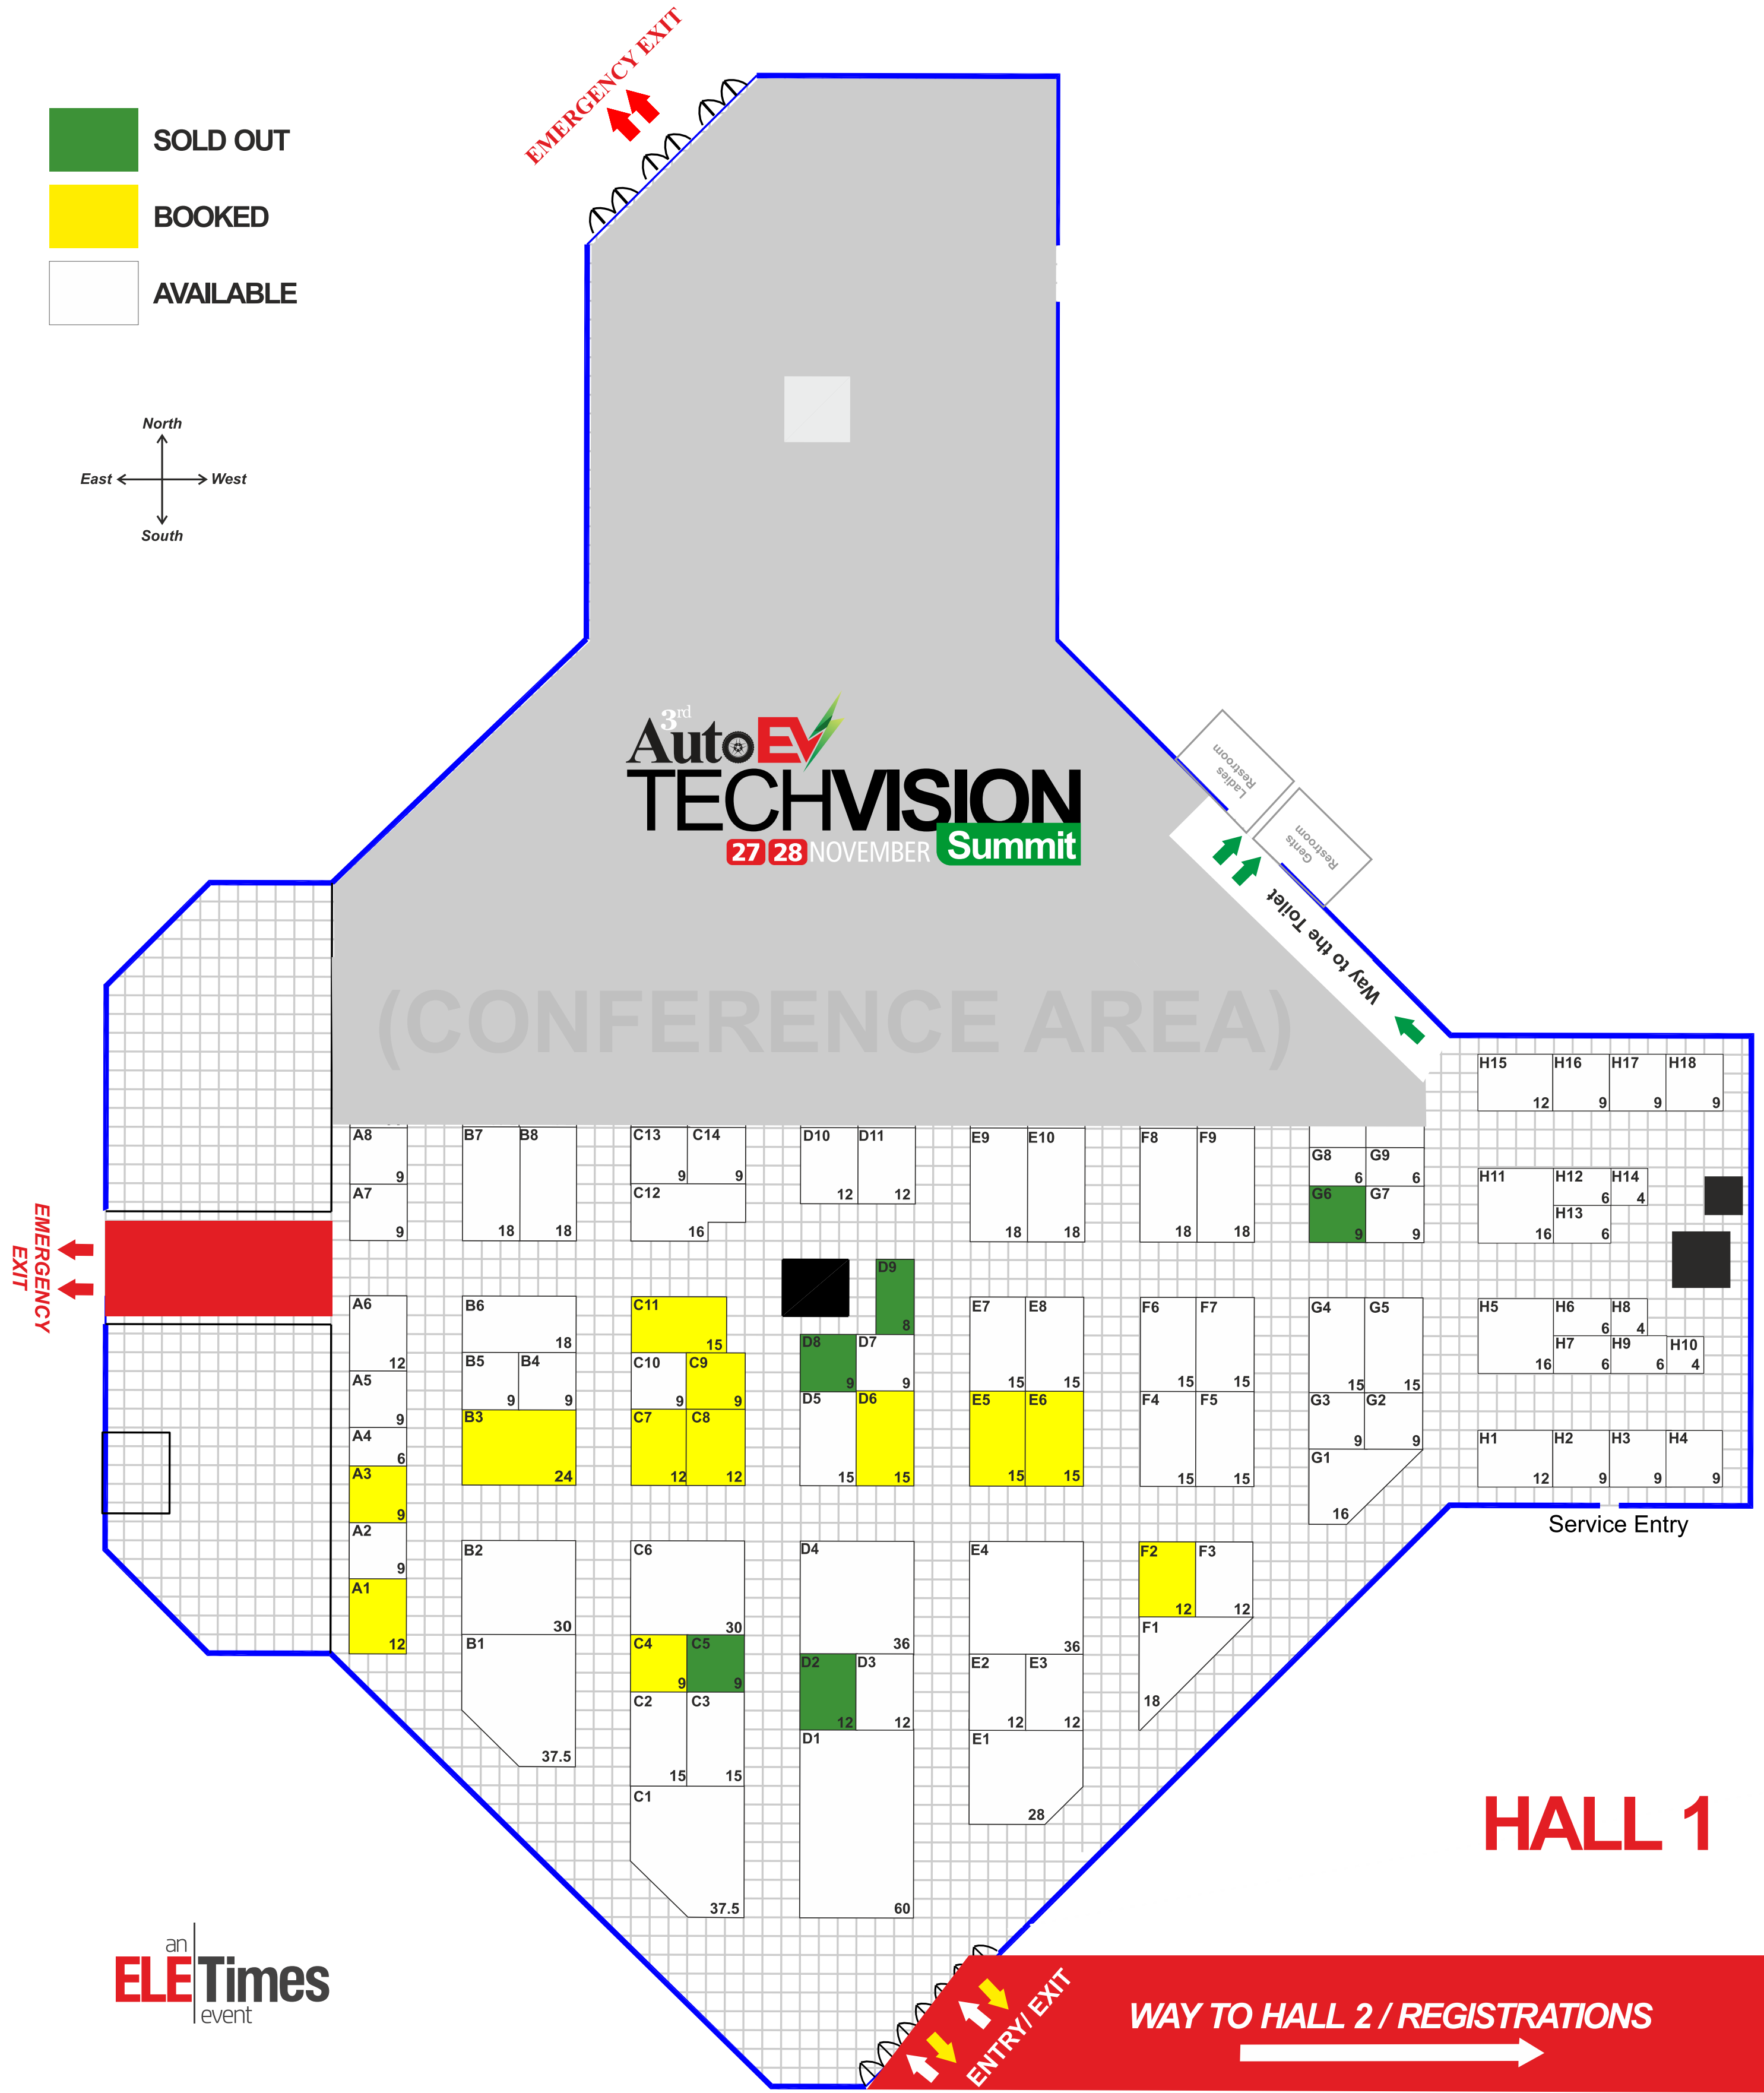 EMERGENCY EXIT
SOLD OUT
BOOKED
AVAILABLE
North
East West
South
3rd
AutoEV
TECHVISION
27 28 NOVEMBER Summit
Ladies
Restroom
Gents
Restroom
Way to the Toilet
(CONFERENCE AREA)
H15 12 H16 9 H17 9 H18 9
A8 9
B7 18 B8 18
C13 9 C14 9
D10 12 D11 12
E9 18 E10 18
F8 18 F9 18
G8 6 G9 6
H11 16 H12 6 H14 4
H13 6
A7 9
C12 16
G6 9 G7 9
EMERGENCY
EXIT
D9 8
A6 12
B6 18
C11 15
E7 15 E8 15
F6 15 F7 15
G4 15 G5 15
H5 16 H6 6 H8 4
H7 6 H9 6 H10 4
D8 9 D7 9
A5 9
B5 9 B4 9
C10 9 C9 9
D5 15 D6 15
E5 15 E6 15
F4 15 F5 15
G3 9 G2 9
A4 6
B3 24
C7 12 C8 12
G1 16
H1 12 H2 9 H3 9 H4 9
Service Entry
A3 9
A2 9
B2 30
C6 30
D4 36
E4 36
F2 12 F3 12
A1 12
B1 37.5
C4 9 C5 9
D2 12 D3 12
E2 12 E3 12
F1 18
C2 15 C3 15
D1 60
E1 28
C1 37.5
HALL 1
an
ELE Times
event
ENTRY/ EXIT
WAY TO HALL 2 / REGISTRATIONS